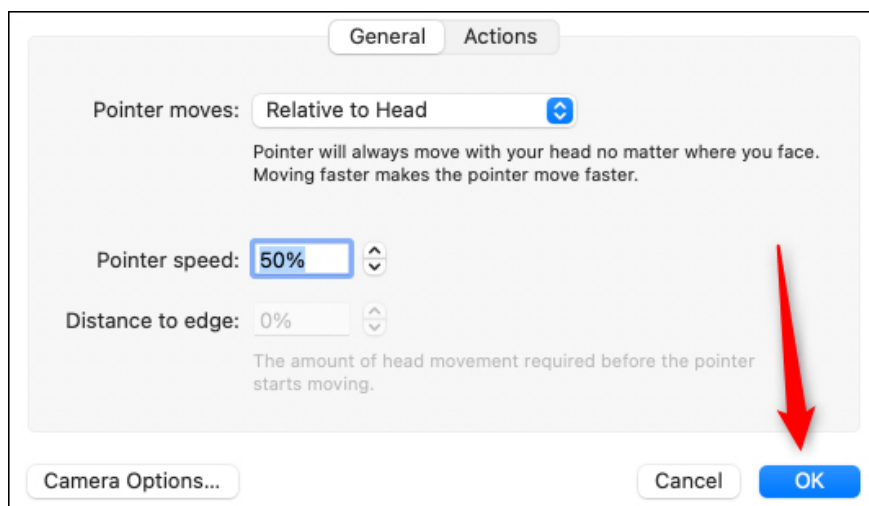 General Actions
Pointer moves: Relative to Head
Pointer will always move with your head no matter where you face.
Moving faster makes the pointer move faster.
Pointer speed: 50%
Distance to edge: 0%
The amount of head movement required before the pointer
starts moving.
Camera Options... Cancel OK